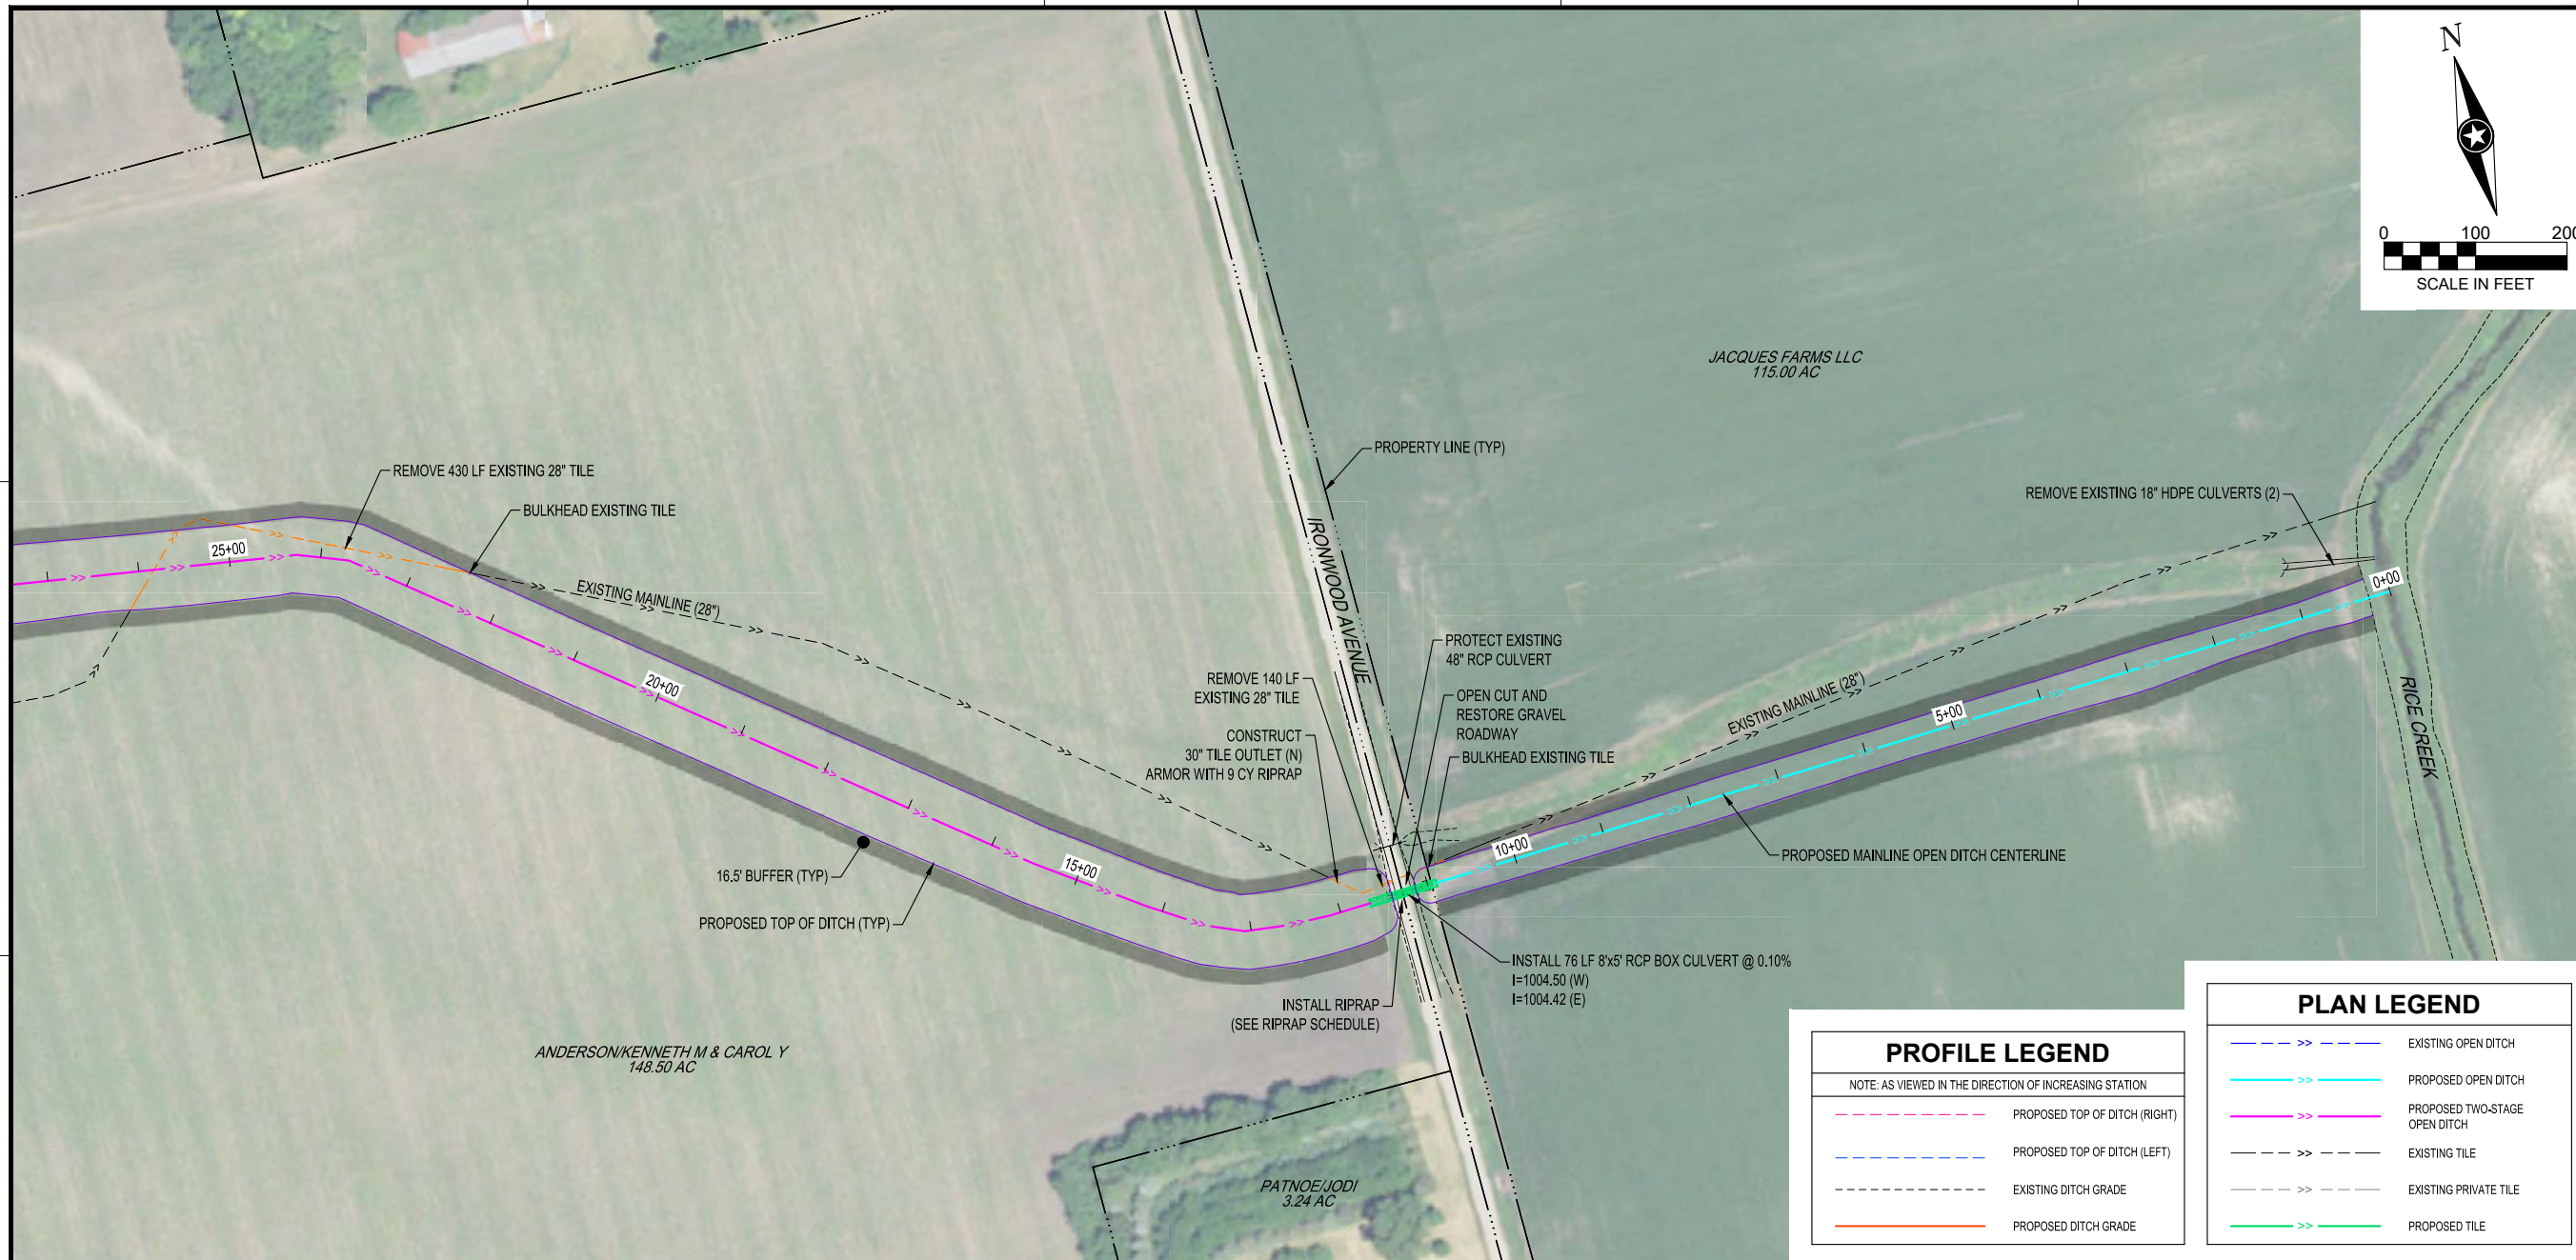 N
0 100 200
SCALE IN FEET
JACQUES FARMS LLC
115.00 AC
PROPERTY LINE (TYP)
REMOVE 430 LF EXISTING 28" TILE
BULKHEAD EXISTING TILE
REMOVE EXISTING 18" HDPE CULVERTS (2)
25+00
EXISTING MAINLINE (28")
IRONWOOD AVENUE
0+00
20+00
REMOVE 140 LF
EXISTING 28" TILE
PROTECT EXISTING
48" RCP CULVERT
OPEN CUT AND
RESTORE GRAVEL
ROADWAY
CONSTRUCT
30" TILE OUTLET (N)
ARMOR WITH 9 CY RIPRAP
BULKHEAD EXISTING TILE
EXISTING MAINLINE (28")
5+00
RICE CREEK
10+00
15+00
16.5' BUFFER (TYP)
PROPOSED MAINLINE OPEN DITCH CENTERLINE
PROPOSED TOP OF DITCH (TYP)
INSTALL 76 LF 8'x5' RCP BOX CULVERT @ 0.10%
I=1004.50 (W)
I=1004.42 (E)
INSTALL RIPRAP
(SEE RIPRAP SCHEDULE)
ANDERSON/KENNETH M & CAROL Y
148.50 AC
PATNOE/JODI
3.24 AC
PROFILE LEGEND
NOTE: AS VIEWED IN THE DIRECTION OF INCREASING STATION
PROPOSED TOP OF DITCH (RIGHT)
PROPOSED TOP OF DITCH (LEFT)
EXISTING DITCH GRADE
PROPOSED DITCH GRADE
PLAN LEGEND
EXISTING OPEN DITCH
PROPOSED OPEN DITCH
PROPOSED TWO-STAGE
OPEN DITCH
EXISTING TILE
EXISTING PRIVATE TILE
PROPOSED TILE